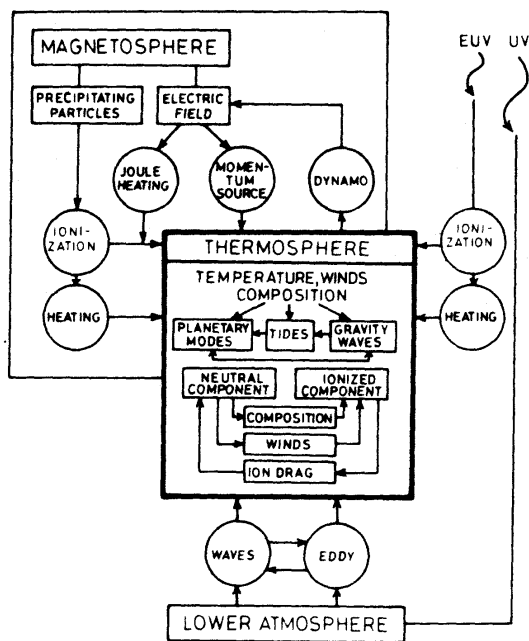 MAGNETOSPHERE
EUV UV
PRECIPITATING
PARTICLES
ELECTRIC
FIELD
JOULE
HEATING
MOMEN-
TUM
SOURCE
DYNAMO
IONI-
ZATION
IONI-
ZATION
THERMOSPHERE
TEMPERATURE, WINDS
COMPOSITION
HEATING
HEATING
PLANETARY
MODES
TIDES
GRAVITY
WAVES
NEUTRAL
COMPONENT
IONIZED
COMPONENT
COMPOSITION
WINDS
ION DRAG
WAVES
EDDY
LOWER ATMOSPHERE